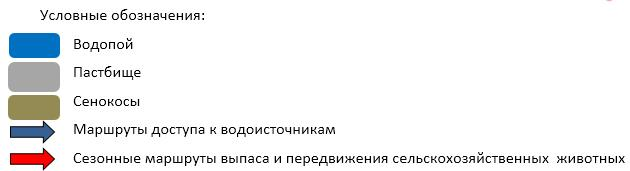 Условные обозначения:
Водопой
Пастбище
Сенокосы
Маршруты доступа к водоисточникам
Сезонные маршруты выпаса и передвижения сельскохозяйственных животных